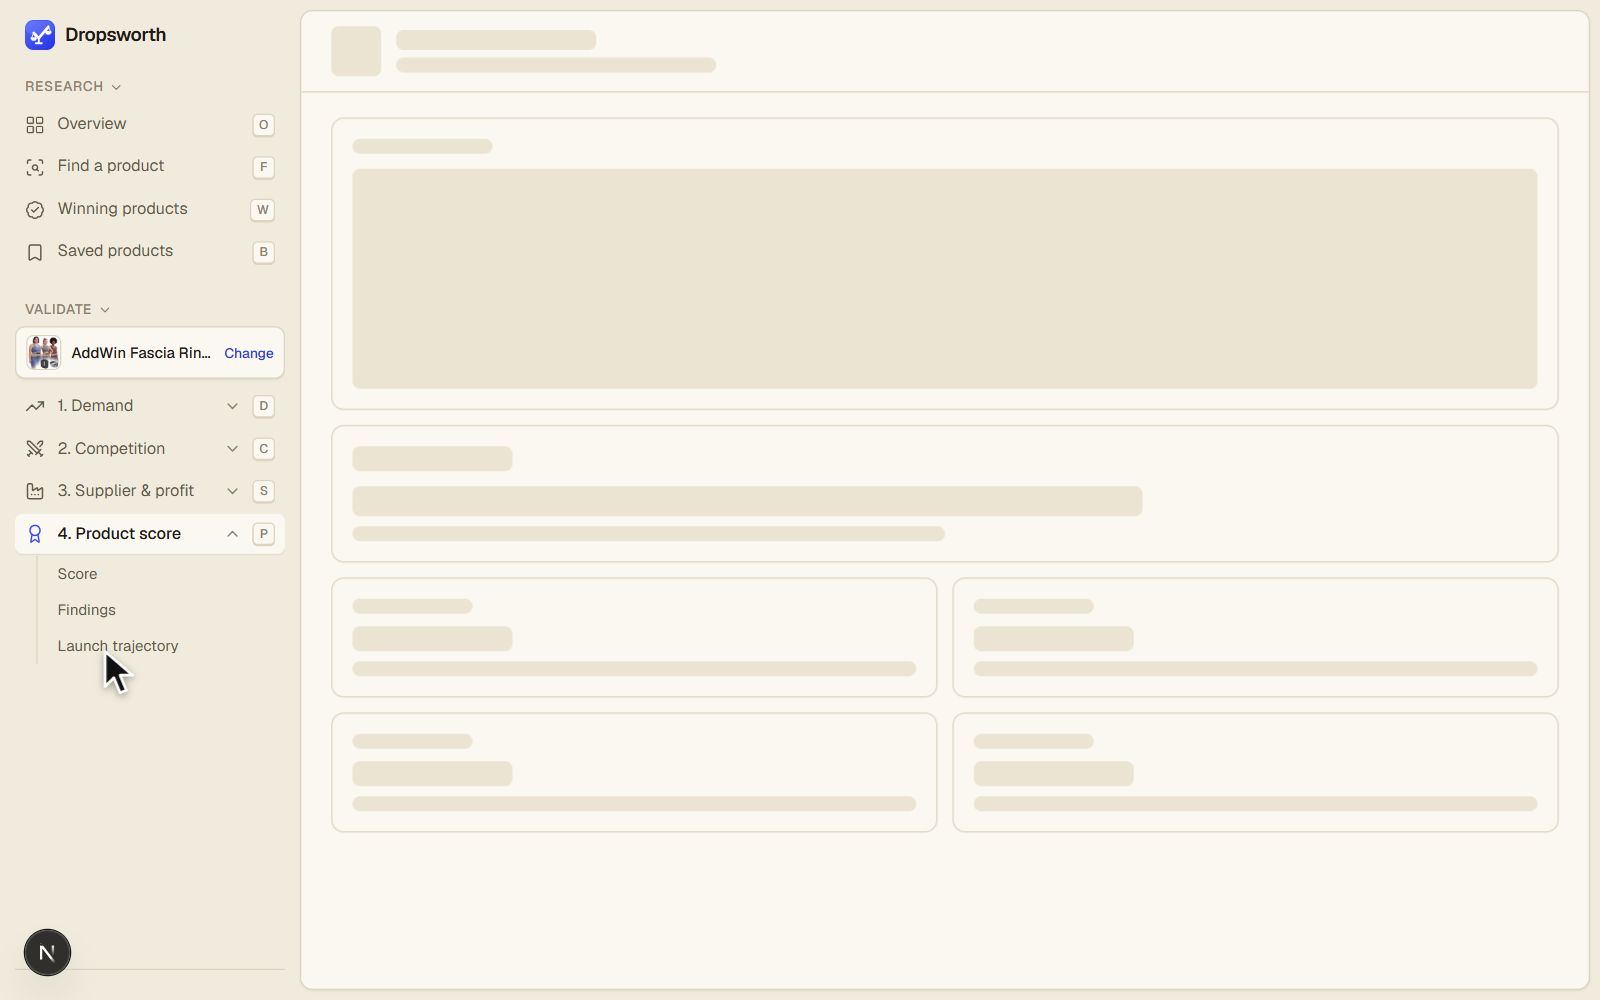 Dropsworth
RESEARCH
Overview O
Find a product F
Winning products W
Saved products B
VALIDATE
AddWin Fascia Rin... Change
1. Demand D
2. Competition C
3. Supplier & profit S
4. Product score P
Score
Findings
Launch trajectory
N